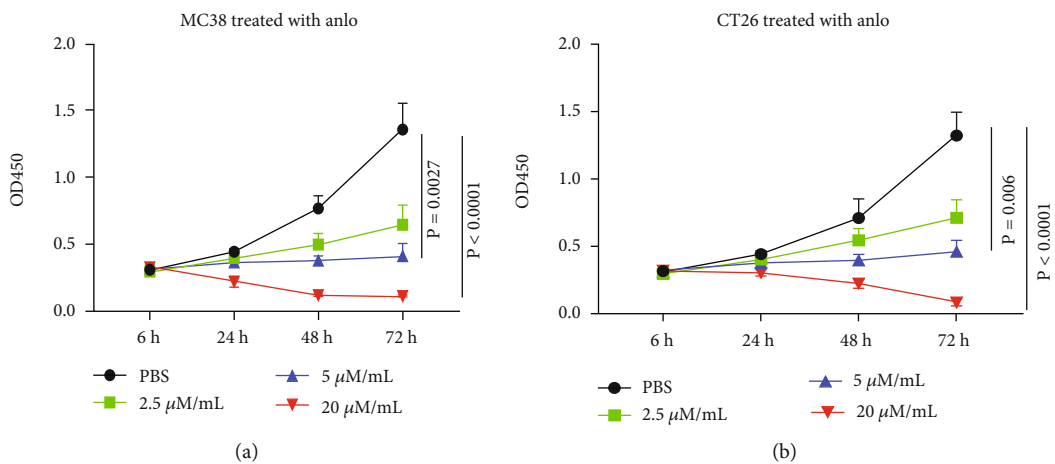 MC38 treated with anlo
2.0
1.5
1.0
0.5
0.0
OD450
6 h 24 h 48 h 72 h
P = 0.0027
P < 0.0001
PBS
2.5 µM/mL
5 µM/mL
20 µM/mL
(a)
CT26 treated with anlo
2.0
1.5
1.0
0.5
0.0
OD450
6 h 24 h 48 h 72 h
P = 0.006
P < 0.0001
PBS
2.5 µM/mL
5 µM/mL
20 µM/mL
(b)